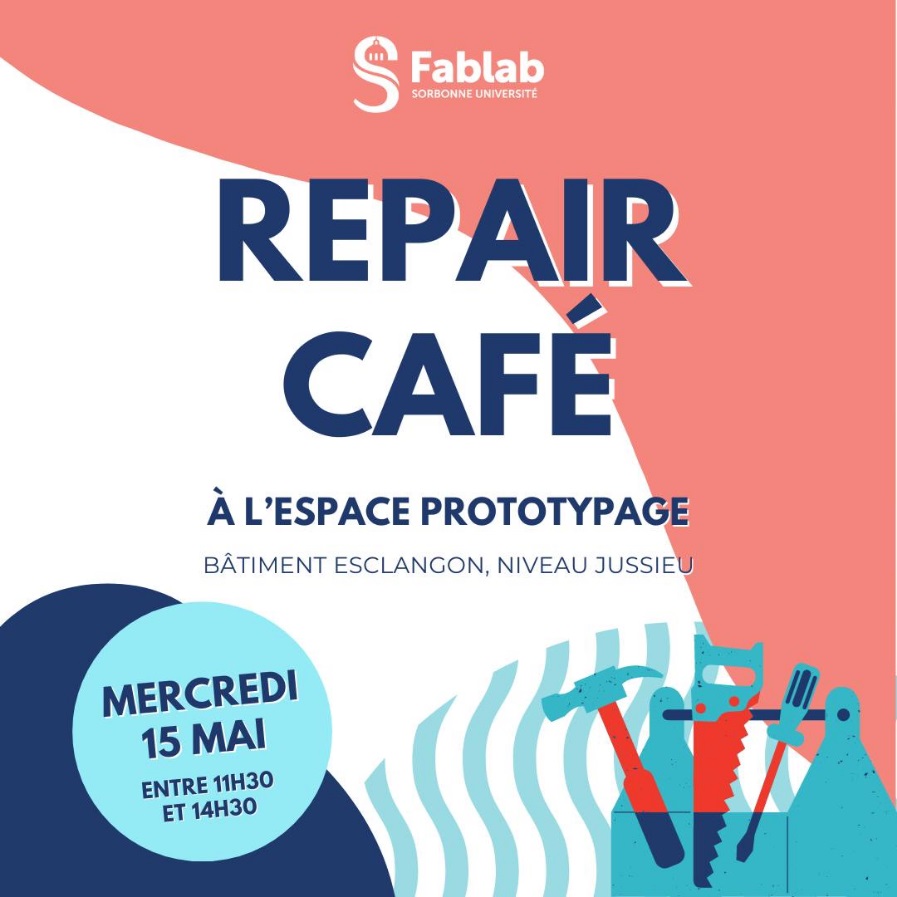 Fablab
SORBONNE UNIVERSITÉ
REPAIR
CAFÉ
À L’ESPACE PROTOTYPAGE
BÂTIMENT ESCLANGON, NIVEAU JUSSIEU
MERCREDI
15 MAI
ENTRE 11H30
ET 14H30